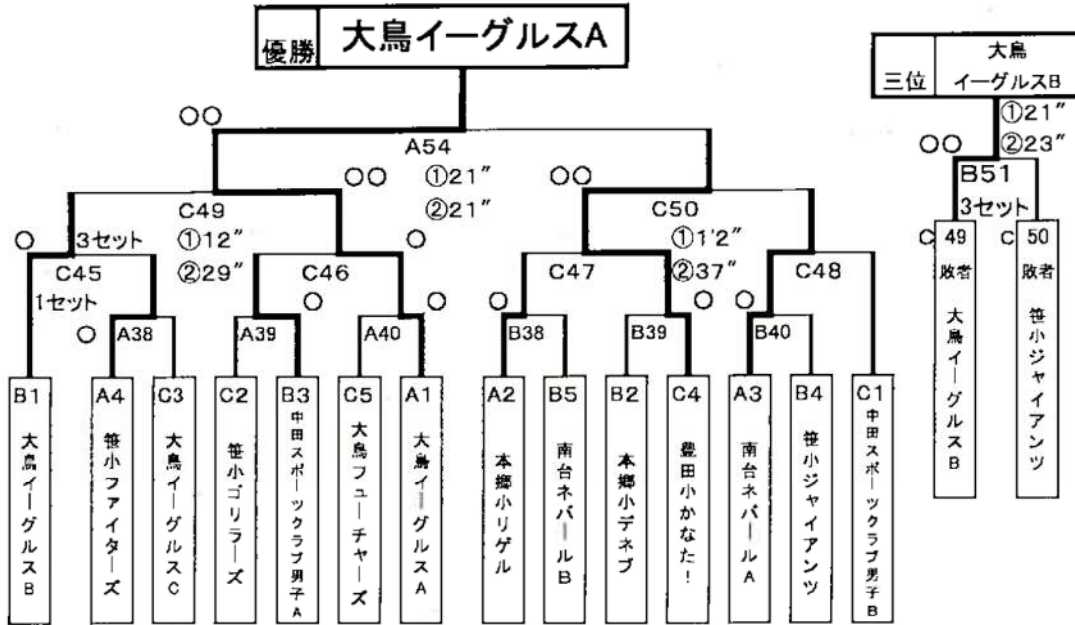 優勝 大鳥イーグルスA
三位 大鳥
イーグルスB
①21″
②23″
○○
○○
A54
○○ ①21″ ○○
②21″
B51
3セット
C49
C50
○ 3セット ①12″ ○
①1'2″
C 49 C 50
敗者 敗者
C45 ②29″ C46
C47 ②37″ C48
1セット
○ ○ ○ ○ ○
○ A38 A39 A40 B38 B39 B40
大鳥イーグルスB
笹小ジャイアンツ
B1 大鳥イーグルスB
A4 笹小ファイターズ
C3 大鳥イーグルスC
C2 笹小ゴリラーズ
B3 中田スポーツクラブ男子A
C5 大鳥フューチャーズ
A1 大鳥イーグルスA
A2 本郷小リゲル
B5 南台ネバールB
B2 本郷小デネブ
C4 豊田小かなた!
A3 南台ネバールA
B4 笹小ジャイアンツ
C1 中田スポーツクラブ男子B